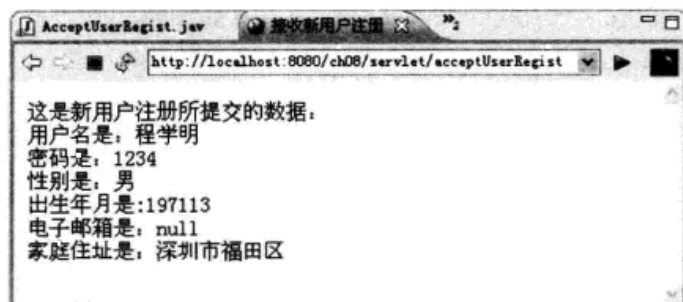 AcceptUserRegist.jav
接收新用户注册
»2
http://localhost:8080/ch08/servlet/acceptUserRegist
这是新用户注册所提交的数据：
用户名是：程学明
密码是：1234
性别是：男
出生年月是:197113
电子邮箱是：null
家庭住址是：深圳市福田区